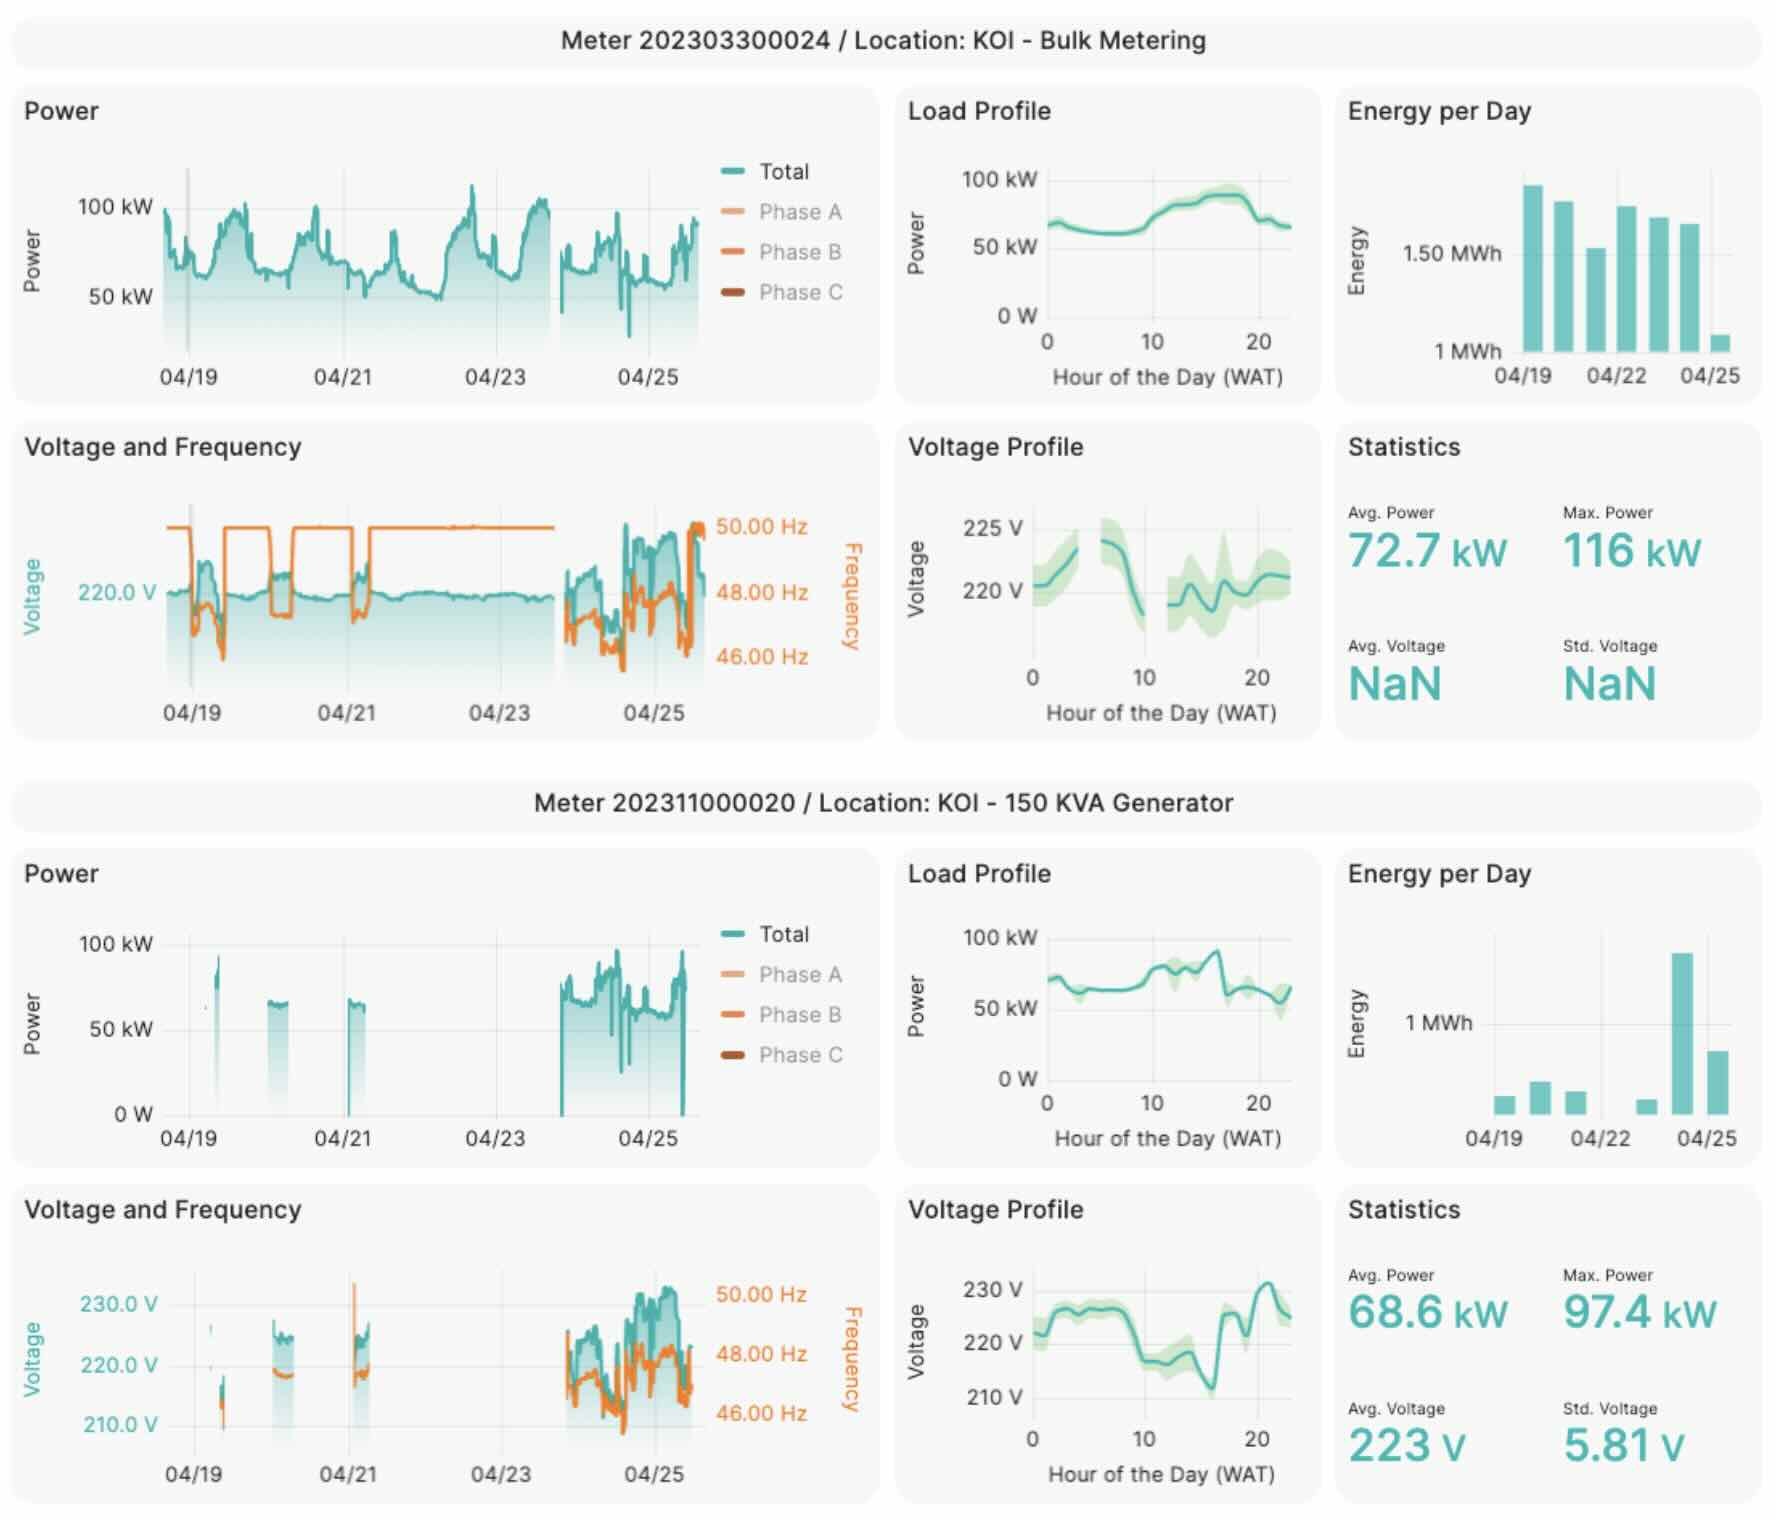 Meter 202303300024 / Location: KOI - Bulk Metering
Power
Power
100 kW
50 kW
04/19
04/21
04/23
04/25
Total
Phase A
Phase B
Phase C
Load Profile
Power
100 kW
50 kW
0 W
0
10
20
Hour of the Day (WAT)
Energy per Day
Energy
1.50 MWh
1 MWh
04/19
04/22
04/25
Voltage and Frequency
Voltage
220.0 V
50.00 Hz
48.00 Hz
46.00 Hz
Frequency
04/19
04/21
04/23
04/25
Voltage Profile
Voltage
225 V
220 V
0
10
20
Hour of the Day (WAT)
Statistics
Avg. Power
72.7 kW
Max. Power
116 kW
Avg. Voltage
NaN
Std. Voltage
NaN
Meter 202311000020 / Location: KOI - 150 KVA Generator
Power
Power
100 kW
50 kW
0 W
04/19
04/21
04/23
04/25
Total
Phase A
Phase B
Phase C
Load Profile
Power
100 kW
50 kW
0 W
0
10
20
Hour of the Day (WAT)
Energy per Day
Energy
1 MWh
04/19
04/22
04/25
Voltage and Frequency
Voltage
230.0 V
220.0 V
210.0 V
50.00 Hz
48.00 Hz
46.00 Hz
Frequency
04/19
04/21
04/23
04/25
Voltage Profile
Voltage
230 V
220 V
210 V
0
10
20
Hour of the Day (WAT)
Statistics
Avg. Power
68.6 kW
Max. Power
97.4 kW
Avg. Voltage
223 V
Std. Voltage
5.81 V